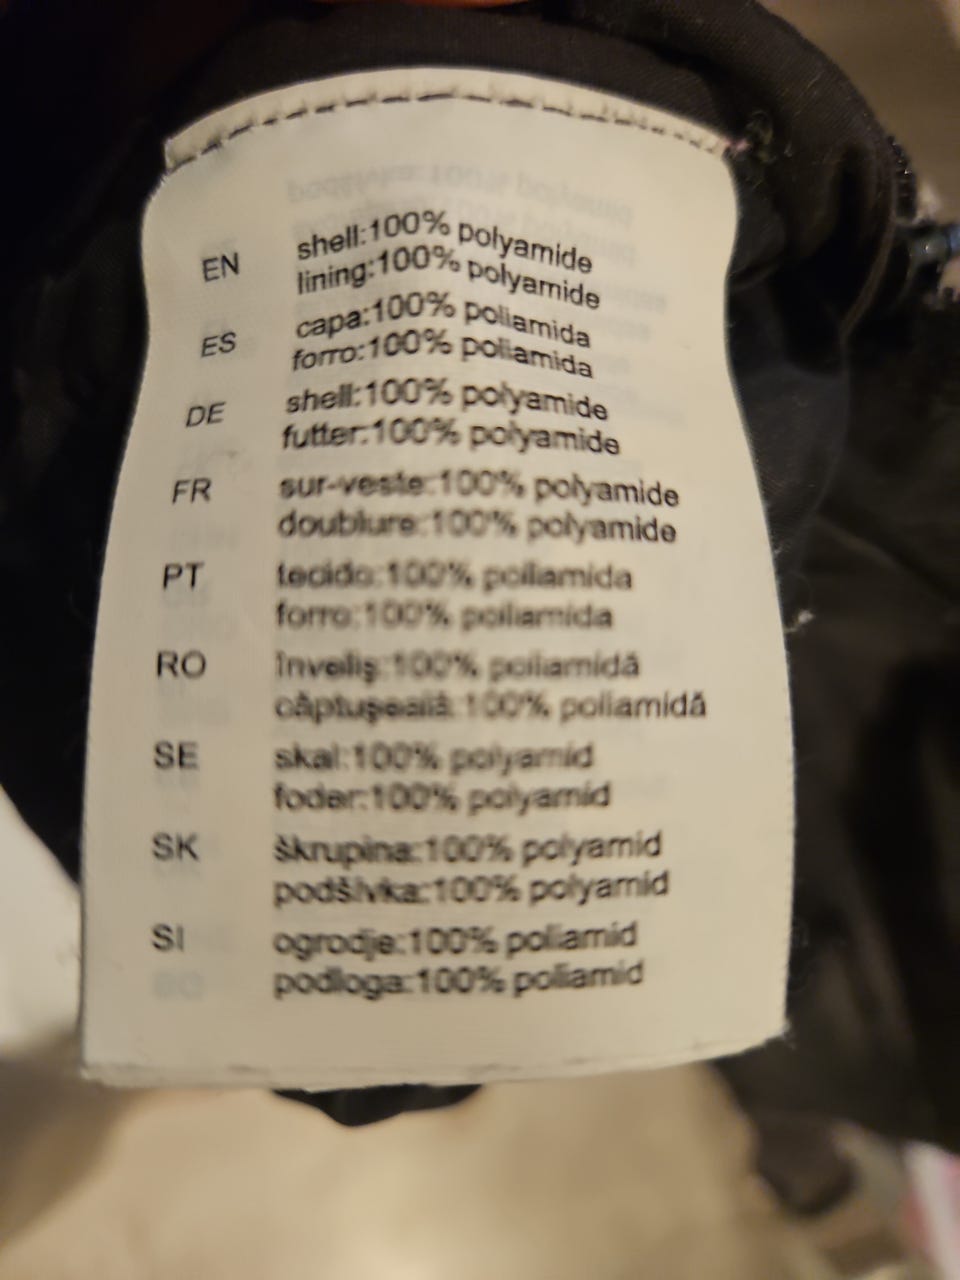 EN shell:100% polyamide
lining:100% polyamide
ES capa:100% poliamida
forro:100% poliamida
DE shell:100% polyamide
futter:100% polyamide
FR sur-veste:100% polyamide
doublure:100% polyamide
PT tecido:100% poliamida
forro:100% poliamida
RO înveliş:100% poliamidă
căptuşeală:100% poliamidă
SE skal:100% polyamid
foder:100% polyamid
SK škrupina:100% polyamid
podšívka:100% polyamid
SI ogrodje:100% poliamid
podloga:100% poliamid